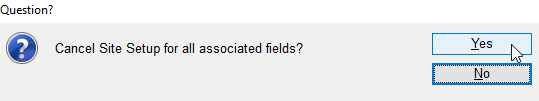 Question?
Cancel Site Setup for all associated fields?
Yes
No